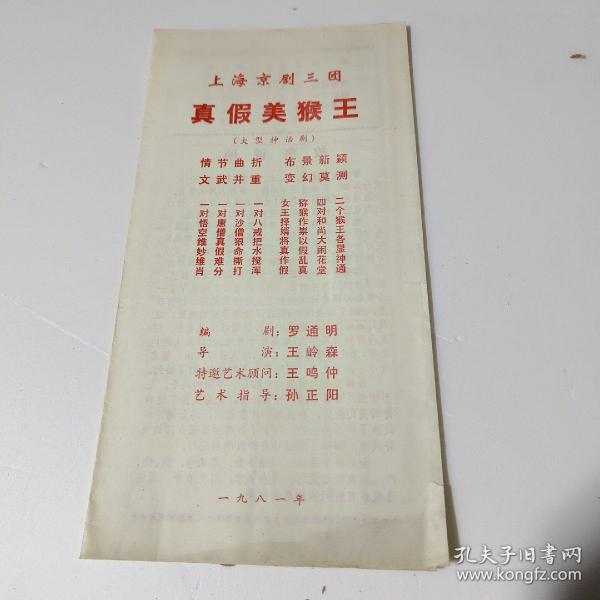 上海京剧三团
真假美猴王
(大型神话剧)
情节曲折 布景新颖
文武并重 变幻莫测
二个猴王各显神通
四对和尚大闹花堂
猕猴作祟以假乱真
女王择婿将真作假
一对八戒把水搅浑
一对沙僧狠命撕打
一对唐僧真假难分
一对悟空维妙维肖
编剧:罗通明
导演:王岭森
特邀艺术顾问:王鸣仲
艺术指导:孙正阳
一九八一年
孔夫子旧书网
www.kongfz.com